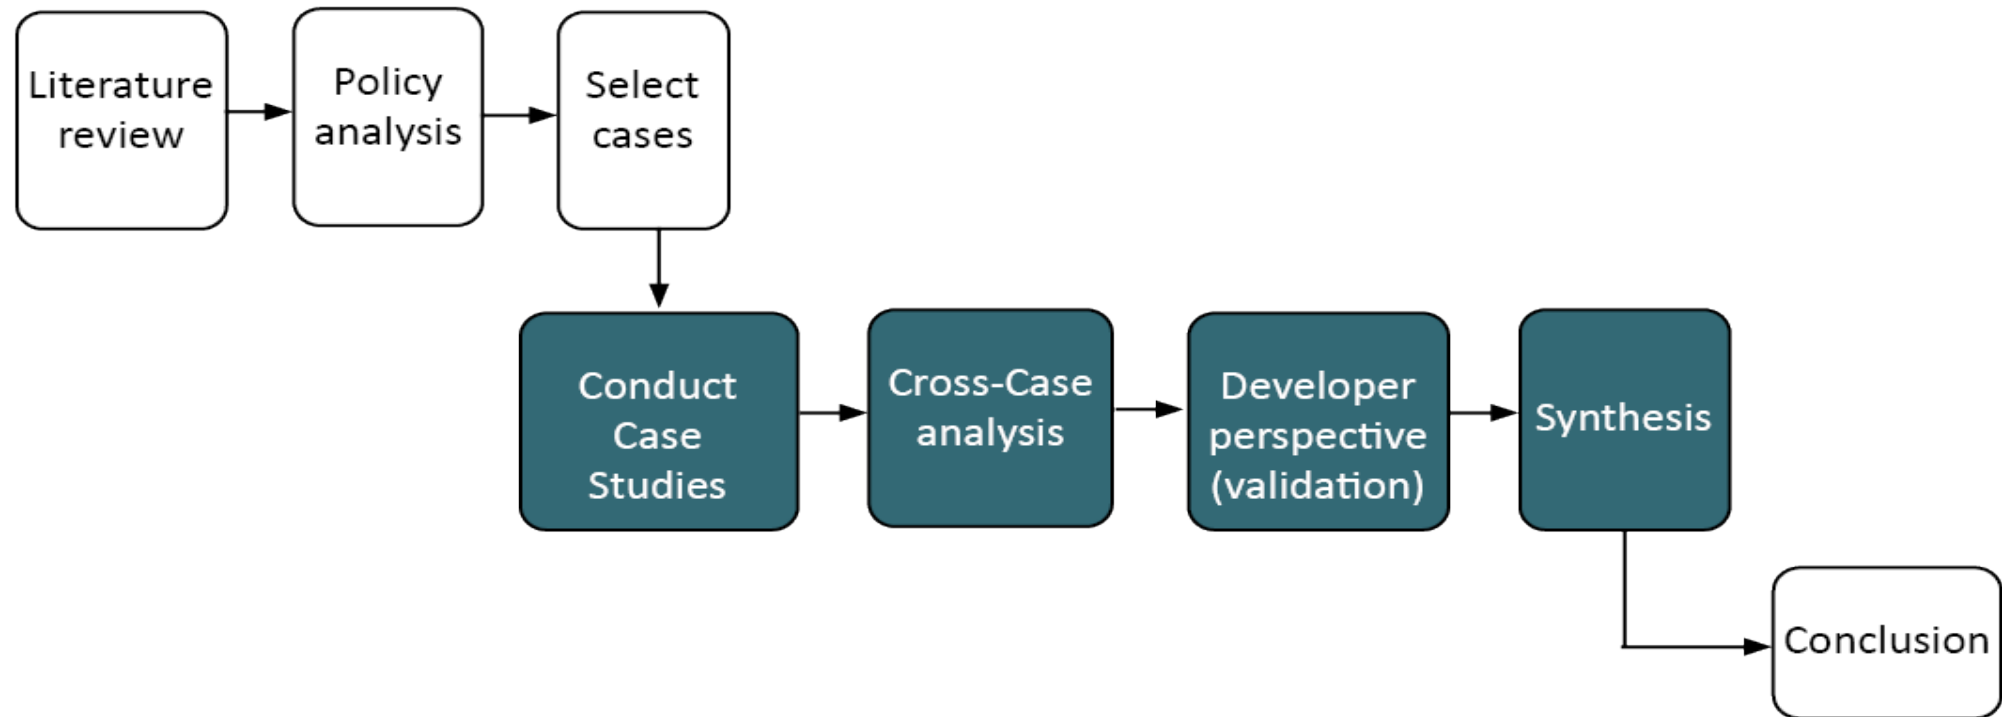 Literature
review
Policy
analysis
Select
cases
Conduct
Case
Studies
Cross-Case
analysis
Developer
perspective
(validation)
Synthesis
Conclusion